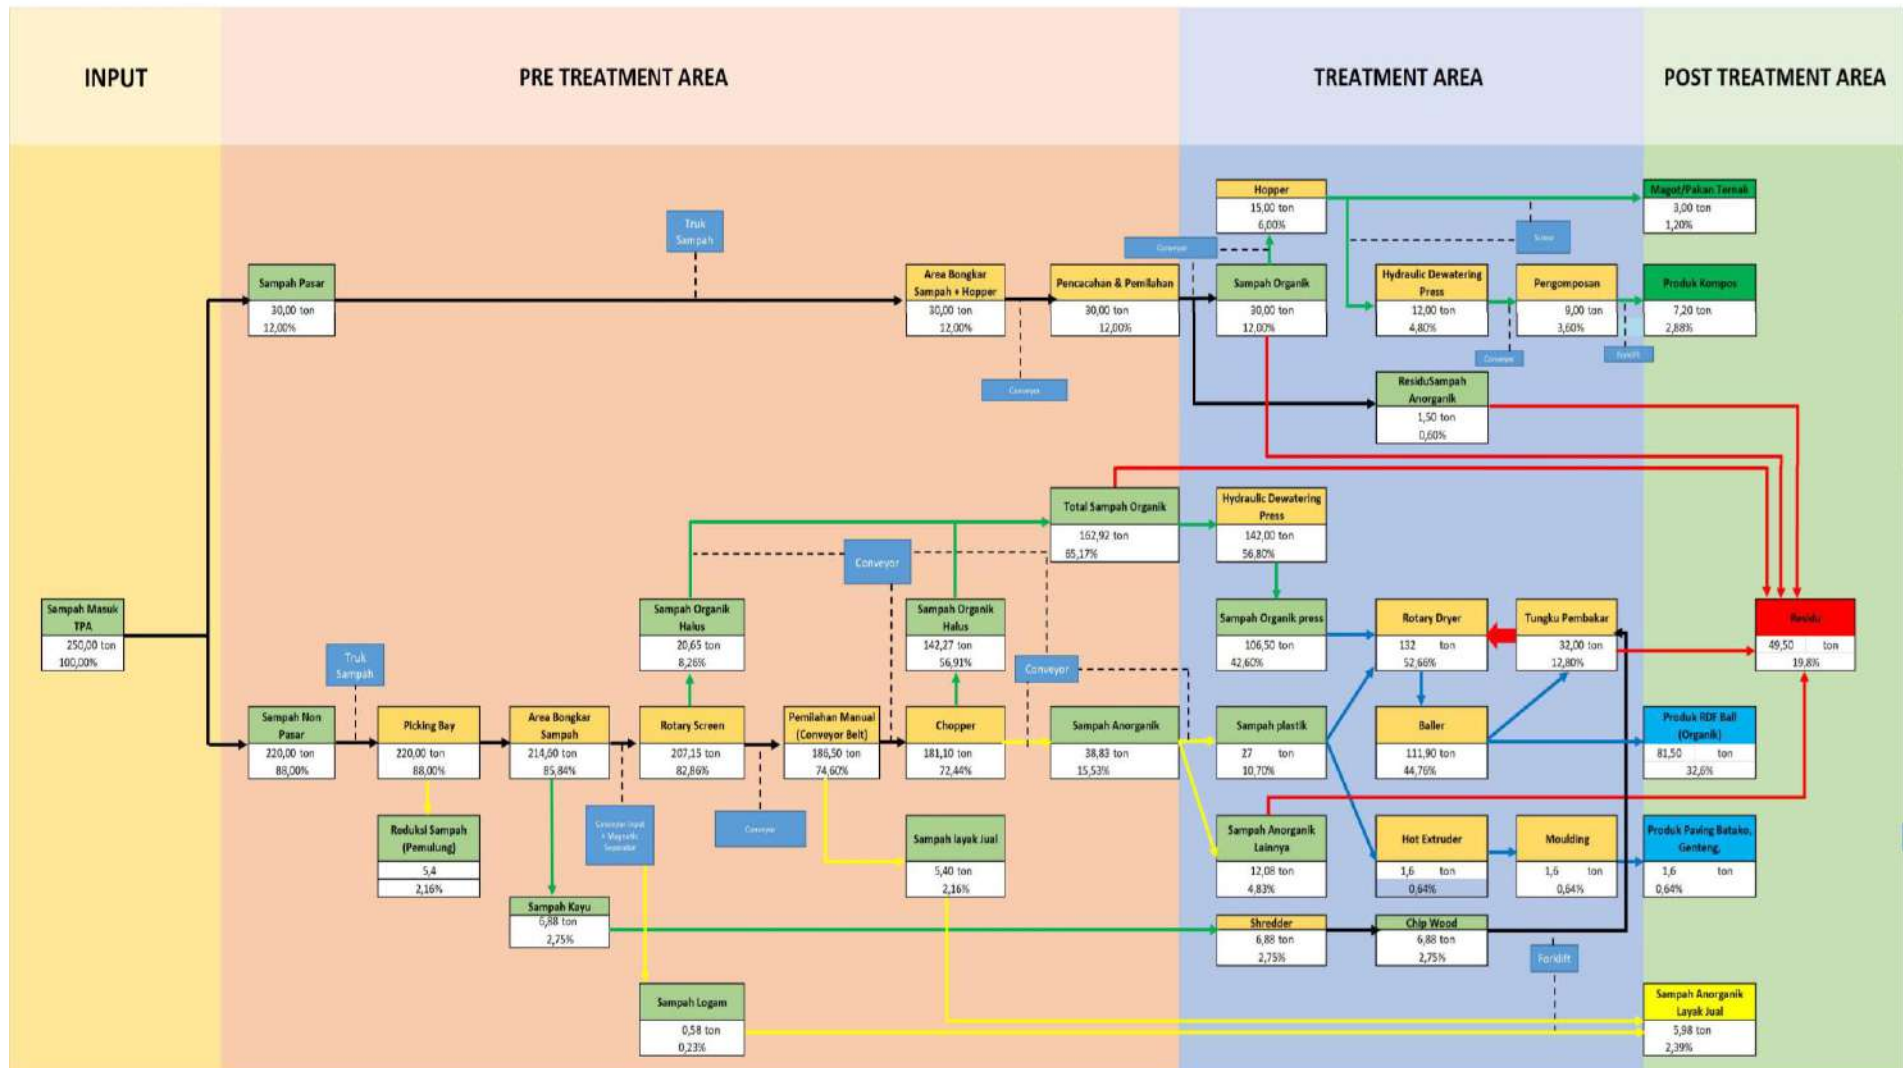 INPUT
PRE TREATMENT AREA
TREATMENT AREA
POST TREATMENT AREA
Hopper
15,00 ton
6,00%
Magot/Pakan Ternak
3,00 ton
1,20%
Truk
Sampah
Conveyor
Sampah Pasar
30,00 ton
12,00%
Area Bongkar
Sampah + Hopper
30,00 ton
12,00%
Pencacahan & Pemilahan
30,00 ton
12,00%
Sampah Organik
30,00 ton
12,00%
Hydraulic Dewatering
Press
12,00 ton
4,80%
Pengomposan
9,00 ton
3,60%
Produk Kompos
7,20 ton
2,88%
Conveyor
Conveyor
Forklift
ResiduSampah
Anorganik
1,50 ton
0,60%
Total Sampah Organik
162,92 ton
65,17%
Hydraulic Dewatering
Press
142,00 ton
56,80%
Conveyor
Sampah Masuk
TPA
250,00 ton
100,00%
Sampah Organik
Halus
20,65 ton
8,26%
Sampah Organik
Halus
142,27 ton
56,91%
Sampah Organik press
106,50 ton
42,60%
Rotary Dryer
132 ton
52,66%
Tungku Pembakar
32,00 ton
12,80%
Residu
49,50 ton
19,8%
Truk
Sampah
Conveyor
Sampah Non
Pasar
220,00 ton
88,00%
Picking Bay
220,00 ton
88,00%
Area Bongkar
Sampah
214,60 ton
85,84%
Rotary Screen
207,15 ton
82,86%
Pemilahan Manual
(Conveyor Belt)
186,50 ton
74,60%
Chopper
181,10 ton
72,44%
Sampah Anorganik
38,83 ton
15,53%
Sampah plastik
27 ton
10,70%
Baller
111,90 ton
44,76%
Produk RDF Ball
(Organik)
81,50 ton
32,6%
Reduksi Sampah
(Pemulung)
5,4
2,16%
Conveyor Input
+ Magnetic
Separator
Conveyor
Sampah layak Jual
5,40 ton
2,16%
Sampah Anorganik
Lainnya
12,08 ton
4,83%
Hot Extruder
1,6 ton
0,64%
Moulding
1,6 ton
0,64%
Produk Paving Batako,
Genteng,
1,6 ton
0,64%
Sampah Kayu
6,88 ton
2,75%
Shredder
6,88 ton
2,75%
Chip Wood
6,88 ton
2,75%
Forklift
Sampah Logam
0,58 ton
0,23%
Sampah Anorganik
Layak Jual
5,98 ton
2,39%